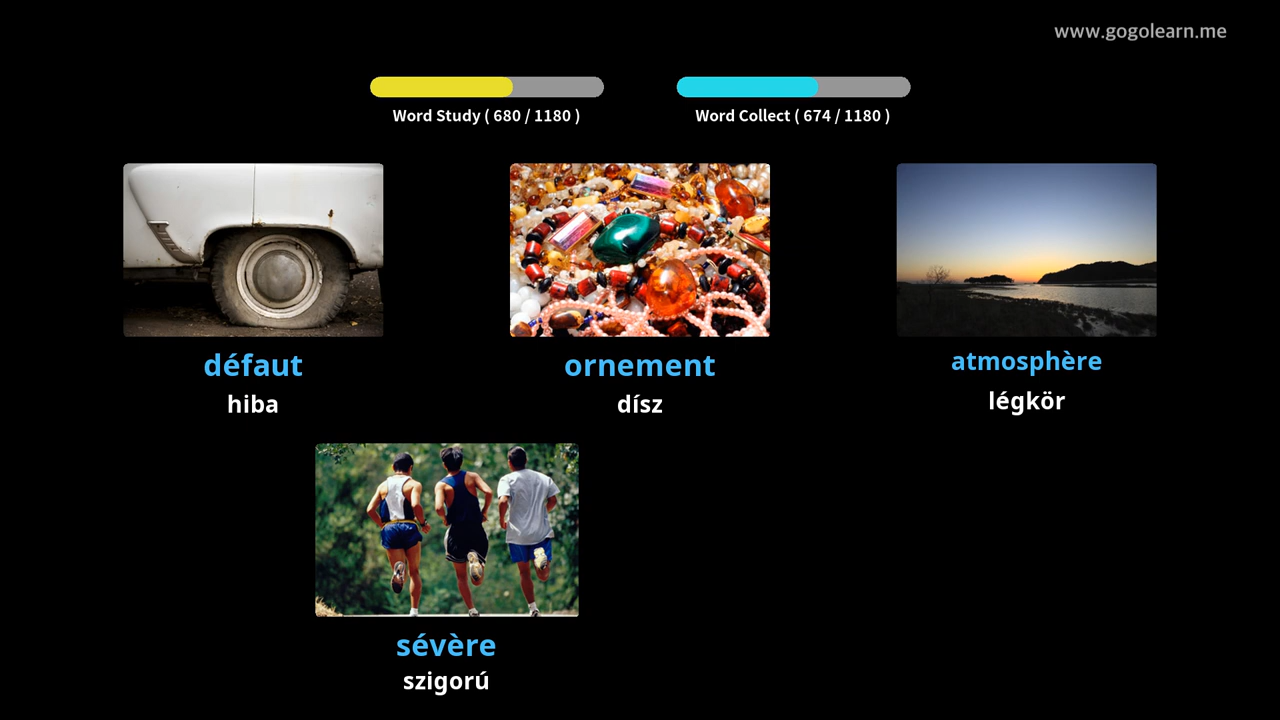 www.gogolearn.me
Word Study ( 680 / 1180 )
Word Collect ( 674 / 1180 )
défaut
hiba
ornement
dísz
atmosphère
légkör
sévère
szigorú